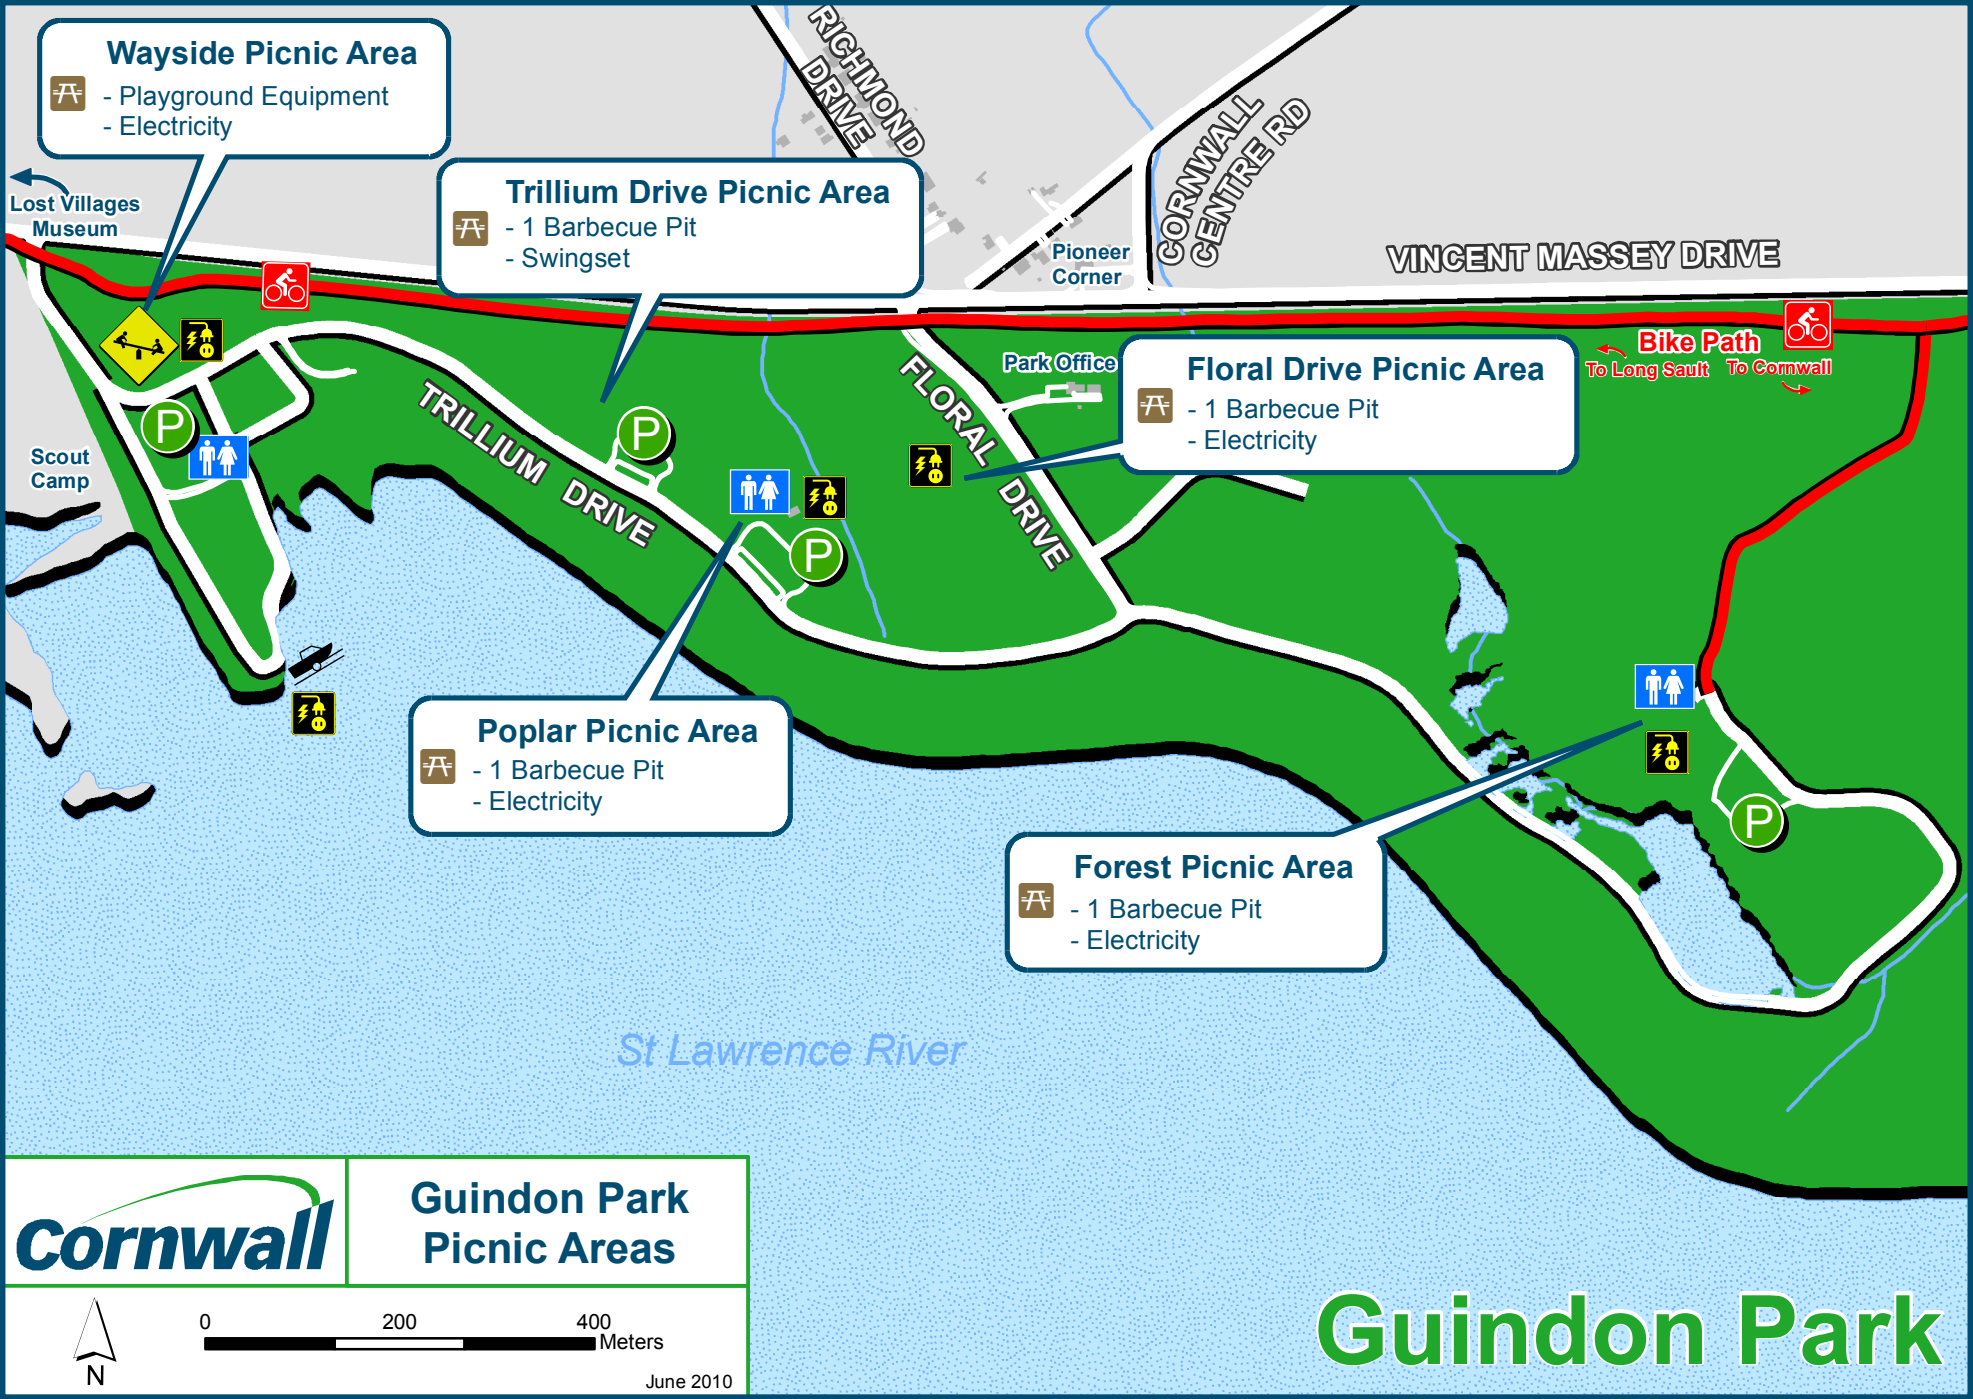 Wayside Picnic Area
- Playground Equipment
- Electricity
RICHMOND
DRIVE
CORNWALL
CENTRE RD
Trillium Drive Picnic Area
- 1 Barbecue Pit
- Swingset
Lost Villages
Museum
Pioneer
Corner
VINCENT MASSEY DRIVE
Bike Path
To Long Sault
To Cornwall
Park Office
Floral Drive Picnic Area
- 1 Barbecue Pit
- Electricity
TRILLIUM DRIVE
FLORAL DRIVE
P
P
P
Scout
Camp
Poplar Picnic Area
- 1 Barbecue Pit
- Electricity
P
Forest Picnic Area
- 1 Barbecue Pit
- Electricity
St Lawrence River
Cornwall
Guindon Park
Picnic Areas
0 200 400
Meters
N
June 2010
Guindon Park